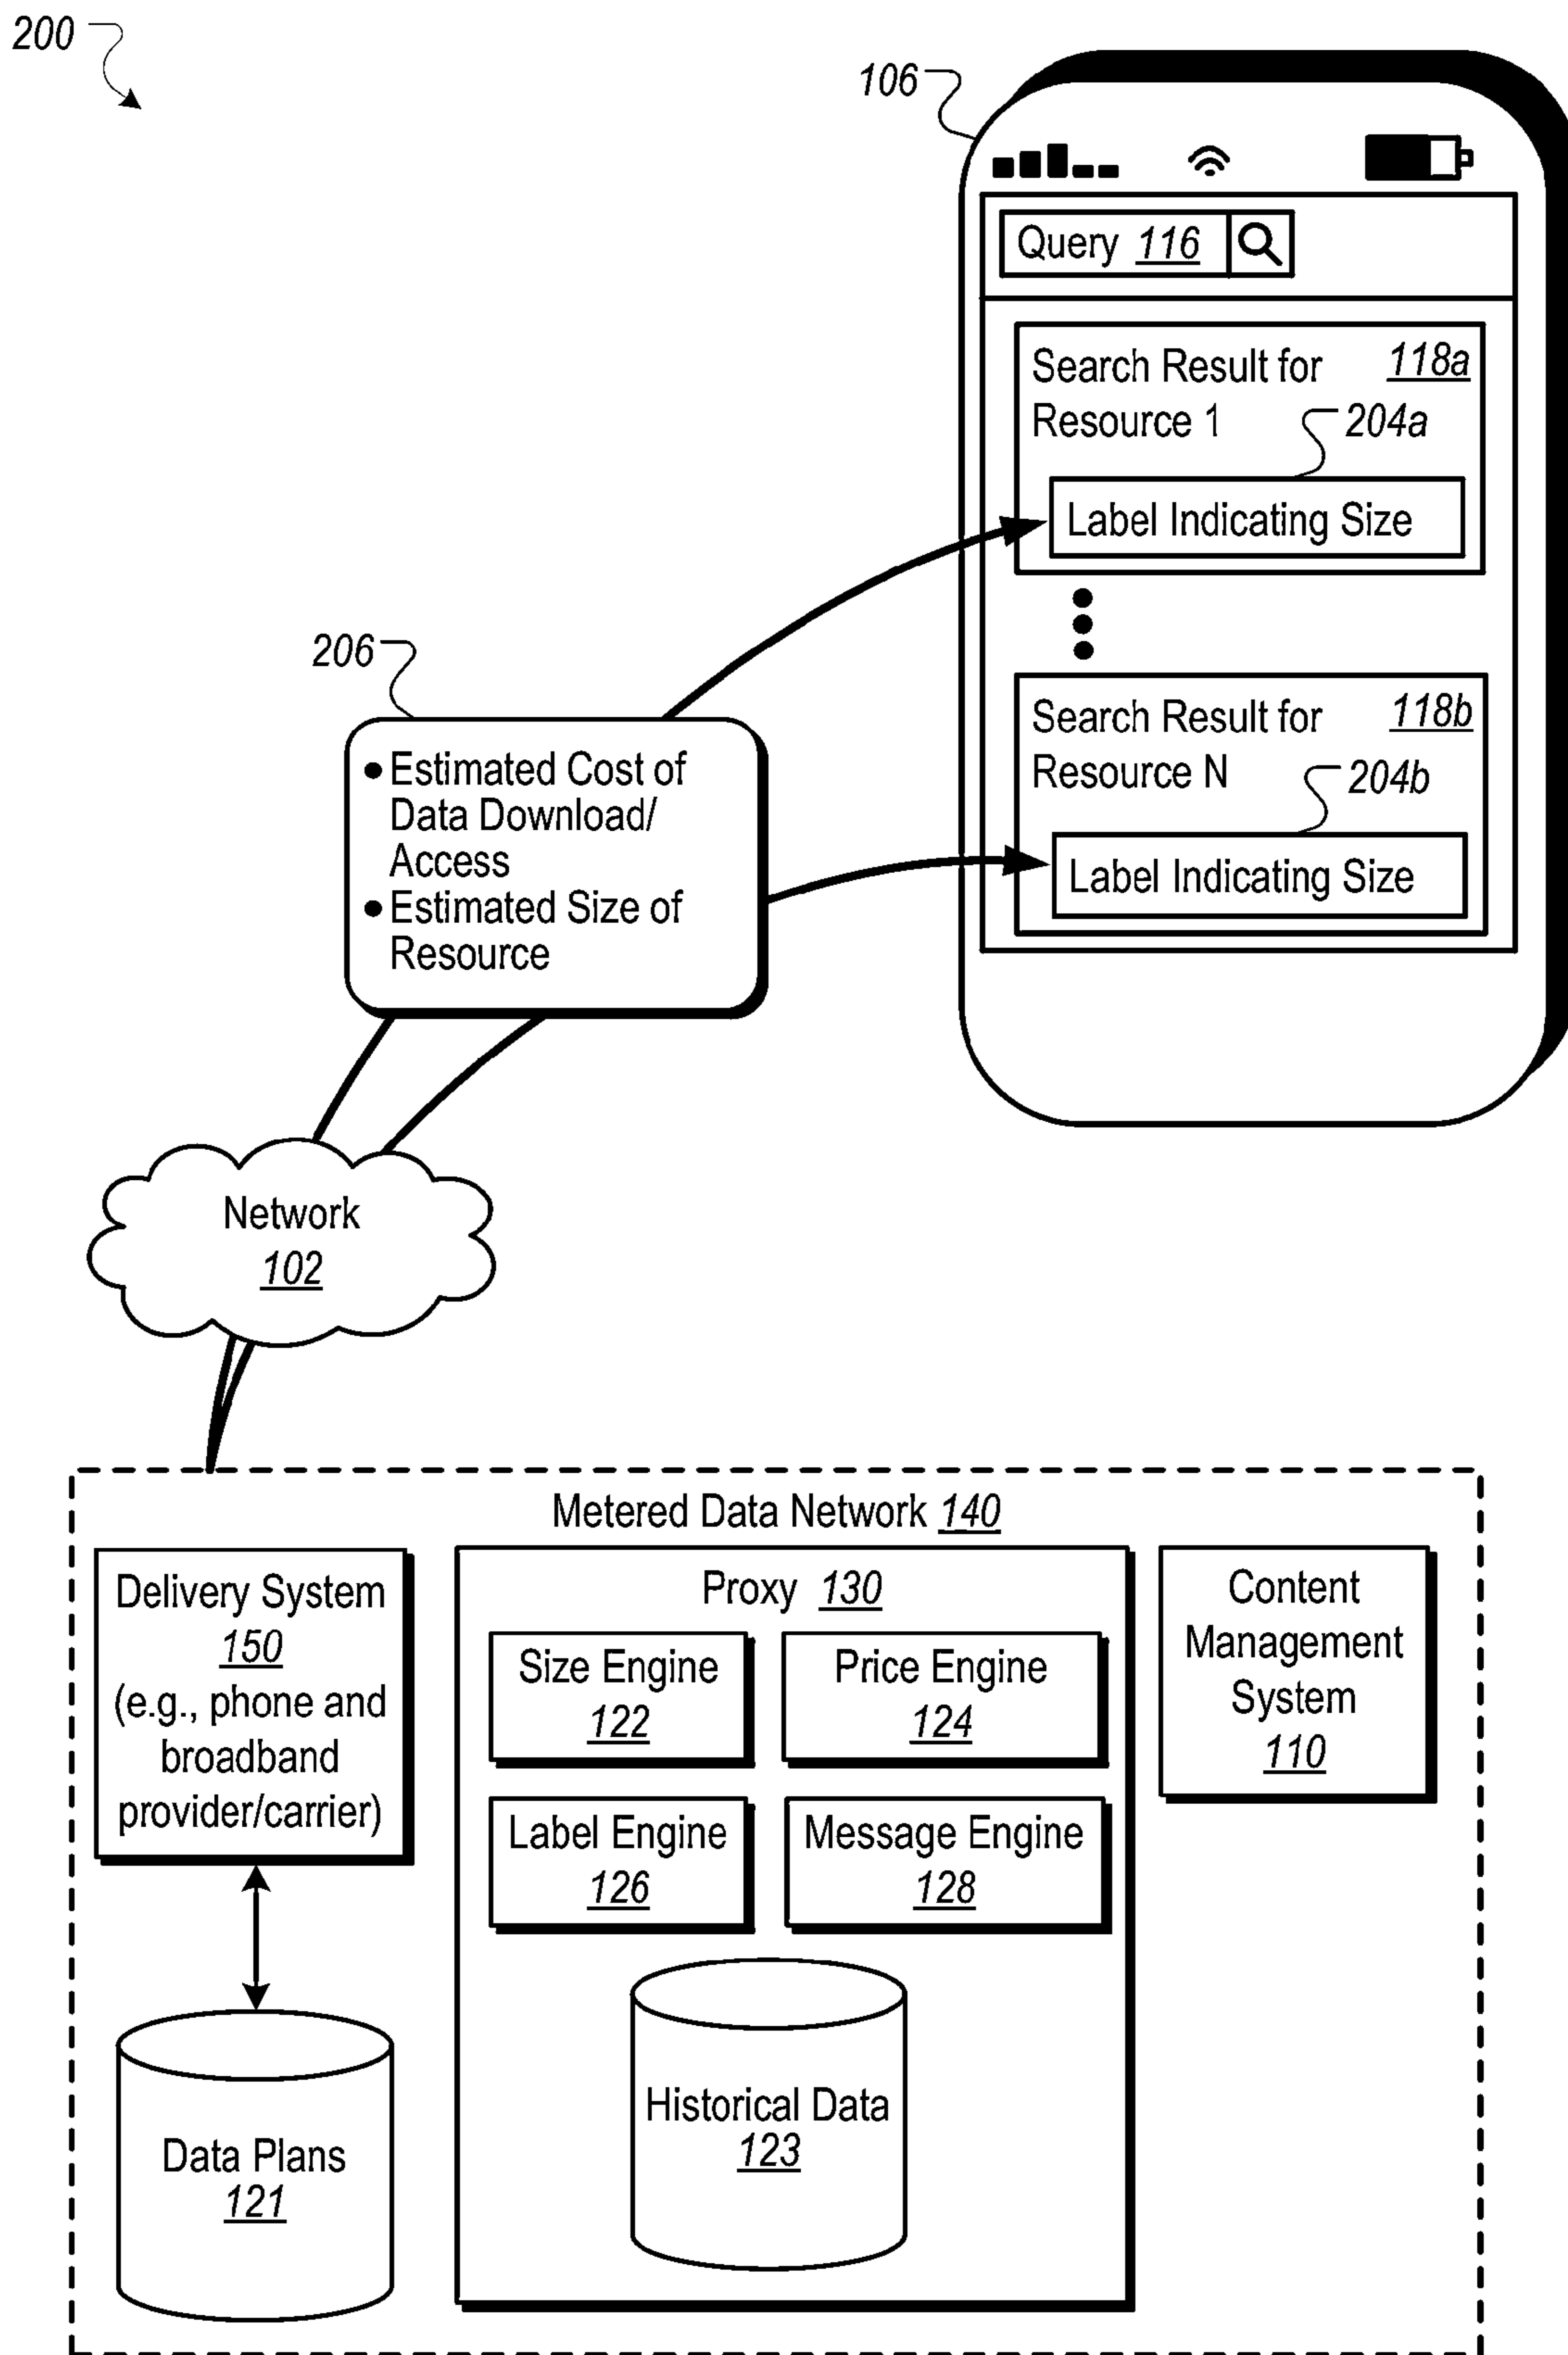 200
106
Query 116
Search Result for 118a
Resource 1
204a
Label Indicating Size
206
• Estimated Cost of
Data Download/
Access
• Estimated Size of
Resource
Search Result for 118b
Resource N
204b
Label Indicating Size
Network
102
Metered Data Network 140
Delivery System
150
(e.g., phone and
broadband
provider/carrier)
Data Plans
121
Proxy 130
Size Engine
122
Price Engine
124
Label Engine
126
Message Engine
128
Historical Data
123
Content
Management
System
110